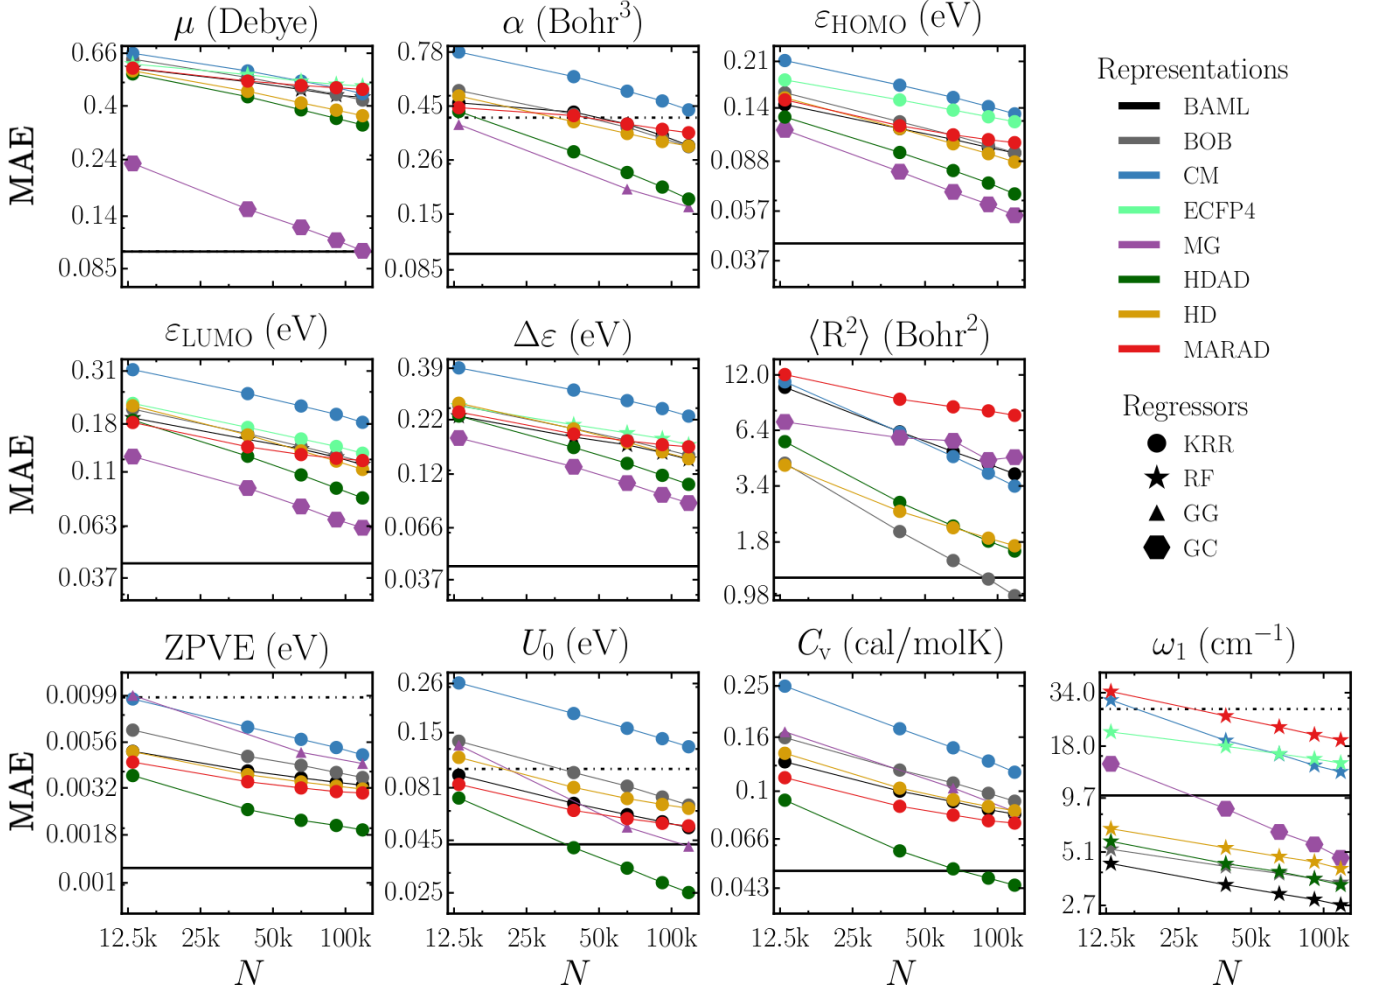 μ (Debye)
α (Bohr³)
ε_HOMO (eV)
MAE
0.66
0.4
0.24
0.14
0.085
0.78
0.45
0.26
0.15
0.085
0.21
0.14
0.088
0.057
0.037
Representations
BAML
BOB
CM
ECFP4
MG
HDAD
HD
MARAD
Regressors
KRR
RF
GG
GC
ε_LUMO (eV)
Δε (eV)
⟨R²⟩ (Bohr²)
MAE
0.31
0.18
0.11
0.063
0.037
0.39
0.22
0.12
0.066
0.037
12.0
6.4
3.4
1.8
0.98
ZPVE (eV)
U₀ (eV)
C_v (cal/molK)
ω₁ (cm⁻¹)
MAE
0.0099
0.0056
0.0032
0.0018
0.001
0.26
0.15
0.081
0.045
0.025
0.25
0.16
0.1
0.066
0.043
34.0
18.0
9.7
5.1
2.7
12.5k 25k 50k 100k
12.5k 25k 50k 100k
12.5k 25k 50k 100k
12.5k 25k 50k 100k
N
N
N
N